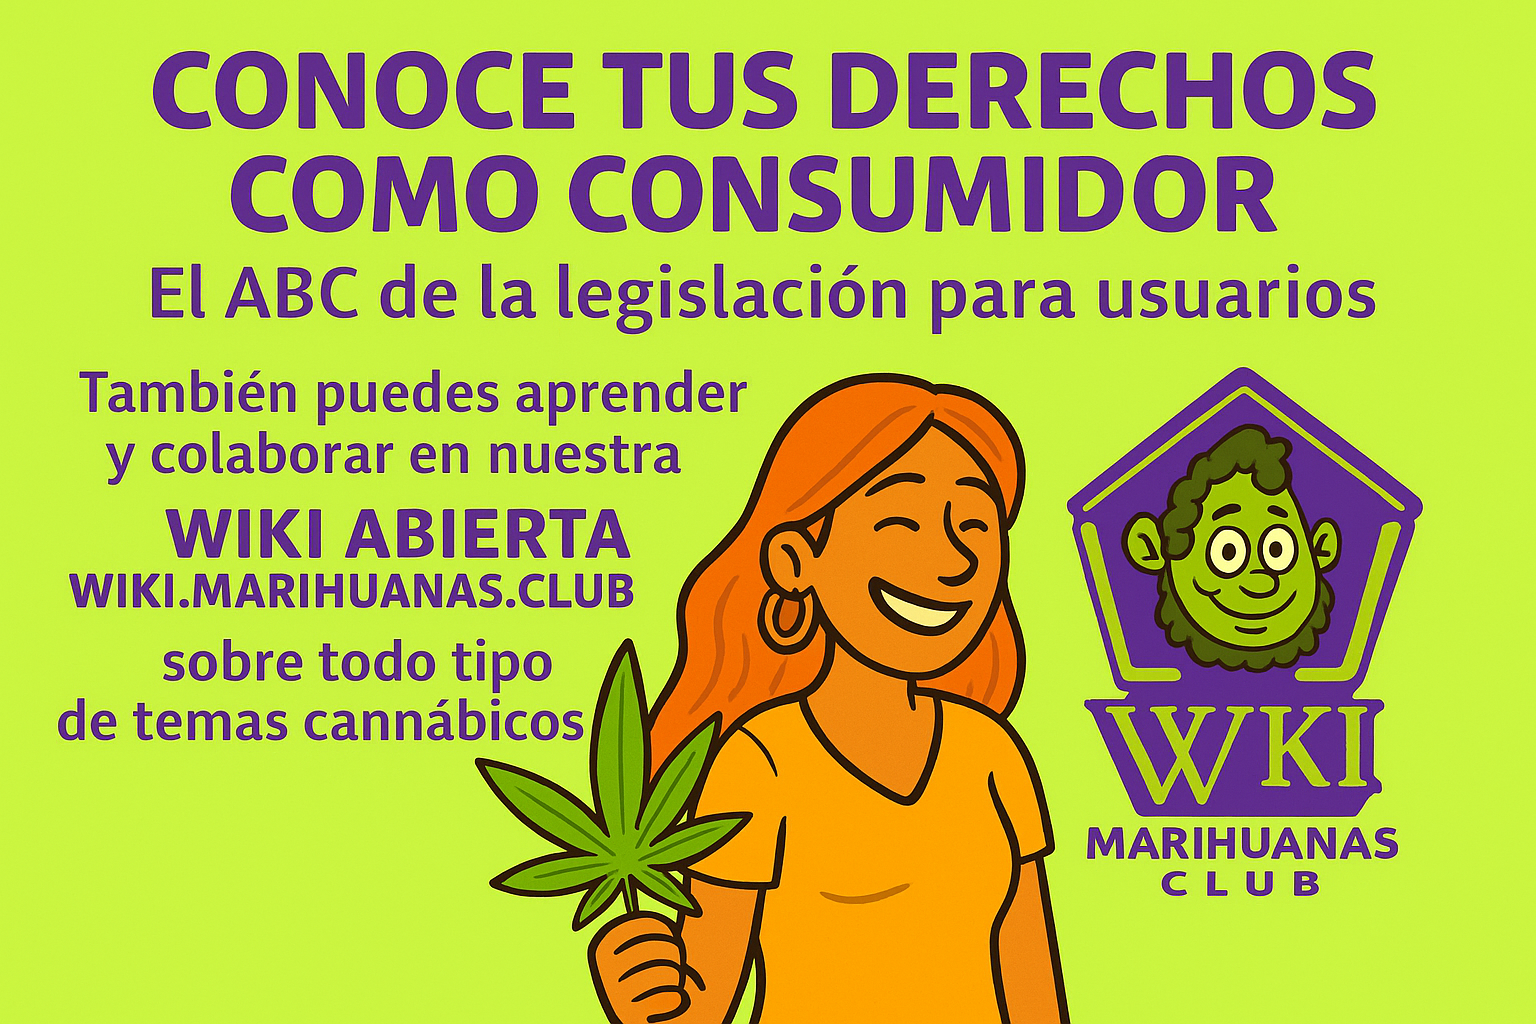 CONOCE TUS DERECHOS
COMO CONSUMIDOR
El ABC de la legislación para usuarios
También puedes aprender
y colaborar en nuestra
WIKI ABIERTA
WIKI.MARIHUANAS.CLUB
sobre todo tipo
de temas cannábicos
WKI
MARIHUANAS
CLUB